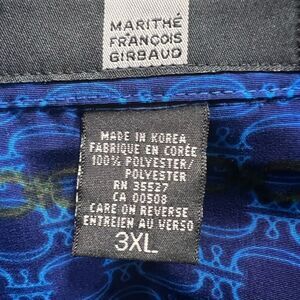 MARITHÉ
FRANÇOIS
GIRBAUD
MADE IN KOREA
FABRIQUE EN CORÉE
100% POLYESTER/
POLYESTER
RN 35527
CA 00508
CARE ON REVERSE
ENTREIEN AU VERSO
3XL